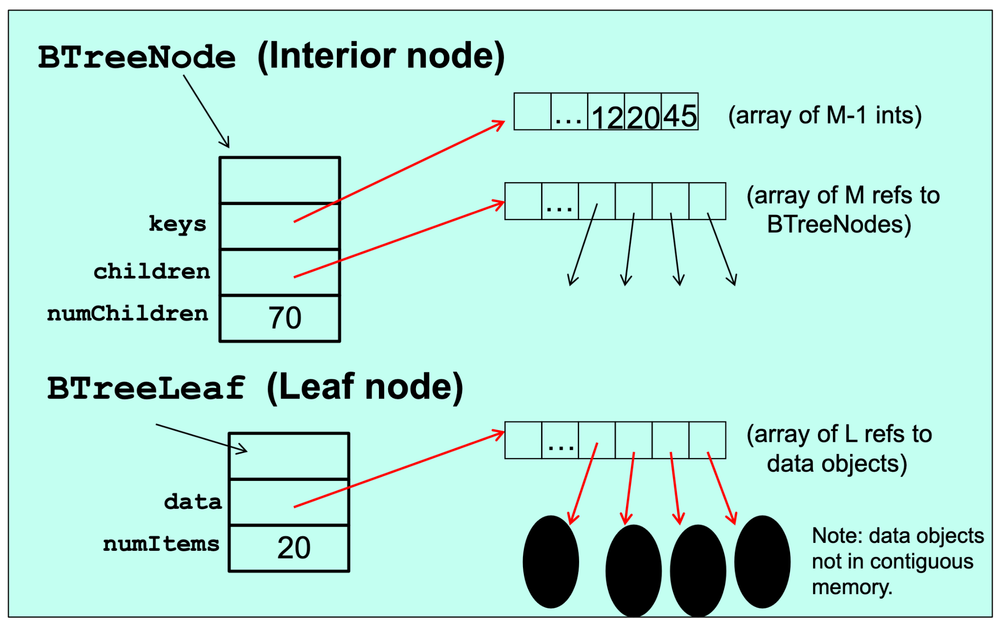 BTreeNode (Interior node)
… 12 20 45 (array of M-1 ints)
… (array of M refs to
BTreeNodes)
keys
children
numChildren 70
BTreeLeaf (Leaf node)
… (array of L refs to
data objects)
data
numItems 20
Note: data objects
not in contiguous
memory.